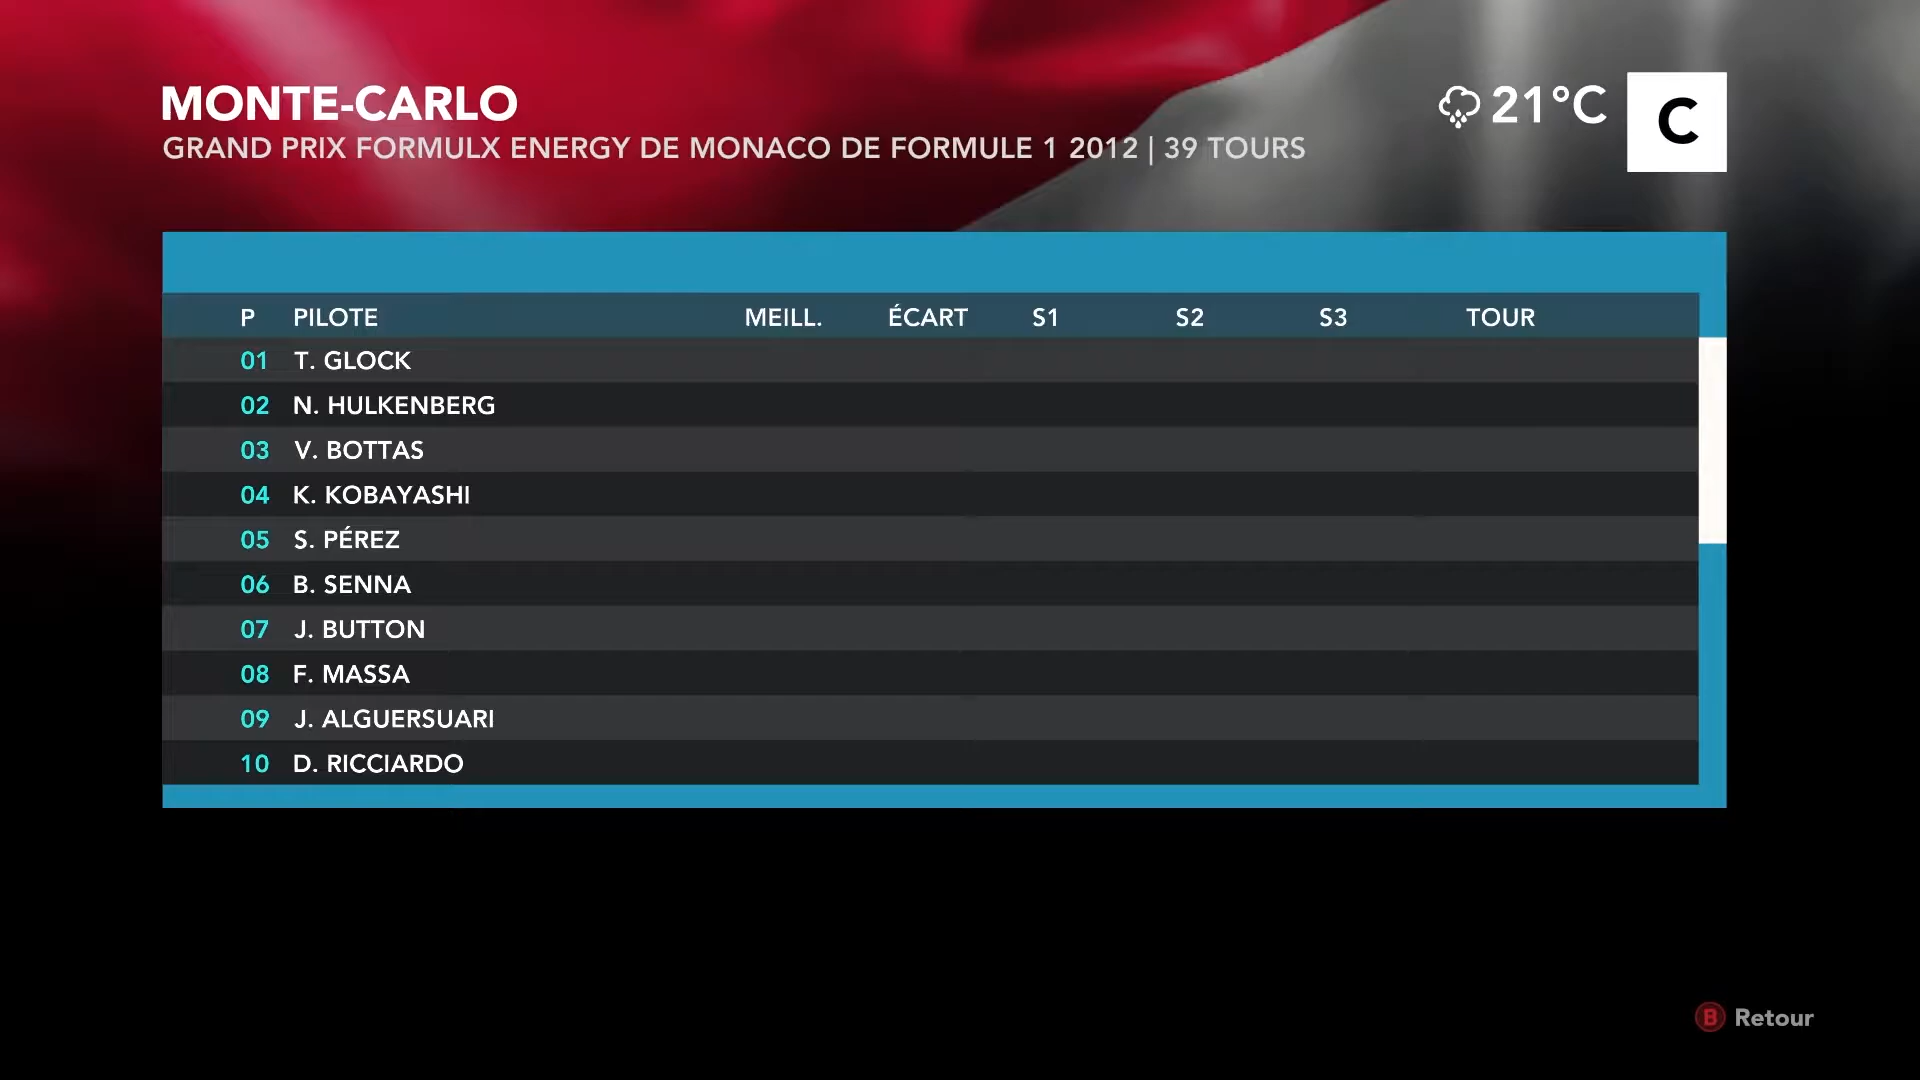 MONTE-CARLO
21°C
C
GRAND PRIX FORMULX ENERGY DE MONACO DE FORMULE 1 2012 | 39 TOURS
P PILOTE MEILL. ÉCART S1 S2 S3 TOUR
01 T. GLOCK
02 N. HULKENBERG
03 V. BOTTAS
04 K. KOBAYASHI
05 S. PÉREZ
06 B. SENNA
07 J. BUTTON
08 F. MASSA
09 J. ALGUERSUARI
10 D. RICCIARDO
B Retour